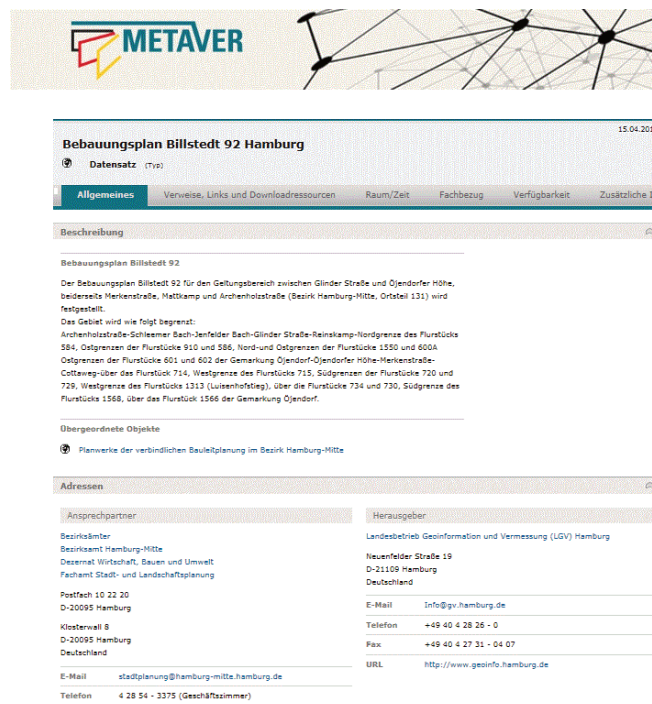 METAVER
15.04.201
Bebauungsplan Billstedt 92 Hamburg
Datensatz (Typ)
Allgemeines Verweise, Links und Downloadressourcen Raum/Zeit Fachbezug Verfügbarkeit Zusätzliche I
Beschreibung
Bebauungsplan Billstedt 92
Der Bebauungsplan Billstedt 92 für den Geltungsbereich zwischen Glinder Straße und Öjendorfer Höhe,
beiderseits Merkenstraße, Mattkamp und Archenholzstraße (Bezirk Hamburg-Mitte, Ortsteil 131) wird
festgestellt.
Das Gebiet wird wie folgt begrenzt:
Archenholzstraße-Schleemer Bach-Jenfelder Bach-Glinder Straße-Reinskamp-Nordgrenze des Flurstücks
584, Ostgrenzen der Flurstücke 910 und 586, Nord-und Ostgrenzen der Flurstücke 1550 und 600A
Ostgrenzen der Flurstücke 601 und 602 der Gemarkung Öjendorf-Öjendorfer Höhe-Merkenstraße-
Cottaweg-über das Flurstück 714, Westgrenze des Flurstücks 715, Südgrenzen der Flurstücke 720 und
729, Westgrenze des Flurstücks 1313 (Luisenhofstieg), über die Flurstücke 734 und 730, Südgrenze des
Flurstücks 1568, über das Flurstück 1566 der Gemarkung Öjendorf.
Übergeordnete Objekte
Planwerke der verbindlichen Bauleitplanung im Bezirk Hamburg-Mitte
Adressen
Ansprechpartner
Bezirksämter
Bezirksamt Hamburg-Mitte
Dezernat Wirtschaft, Bauen und Umwelt
Fachamt Stadt- und Landschaftsplanung
Postfach 10 22 20
D-20095 Hamburg
Klosterwall 8
D-20095 Hamburg
Deutschland
E-Mail stadtplanung@hamburg-mitte.hamburg.de
Telefon 4 28 54 - 3375 (Geschäftszimmer)
Herausgeber
Landesbetrieb Geoinformation und Vermessung (LGV) Hamburg
Neuenfelder Straße 19
D-21109 Hamburg
Deutschland
E-Mail Info@gv.hamburg.de
Telefon +49 40 4 28 26 - 0
Fax +49 40 4 27 31 - 04 07
URL http://www.geoinfo.hamburg.de